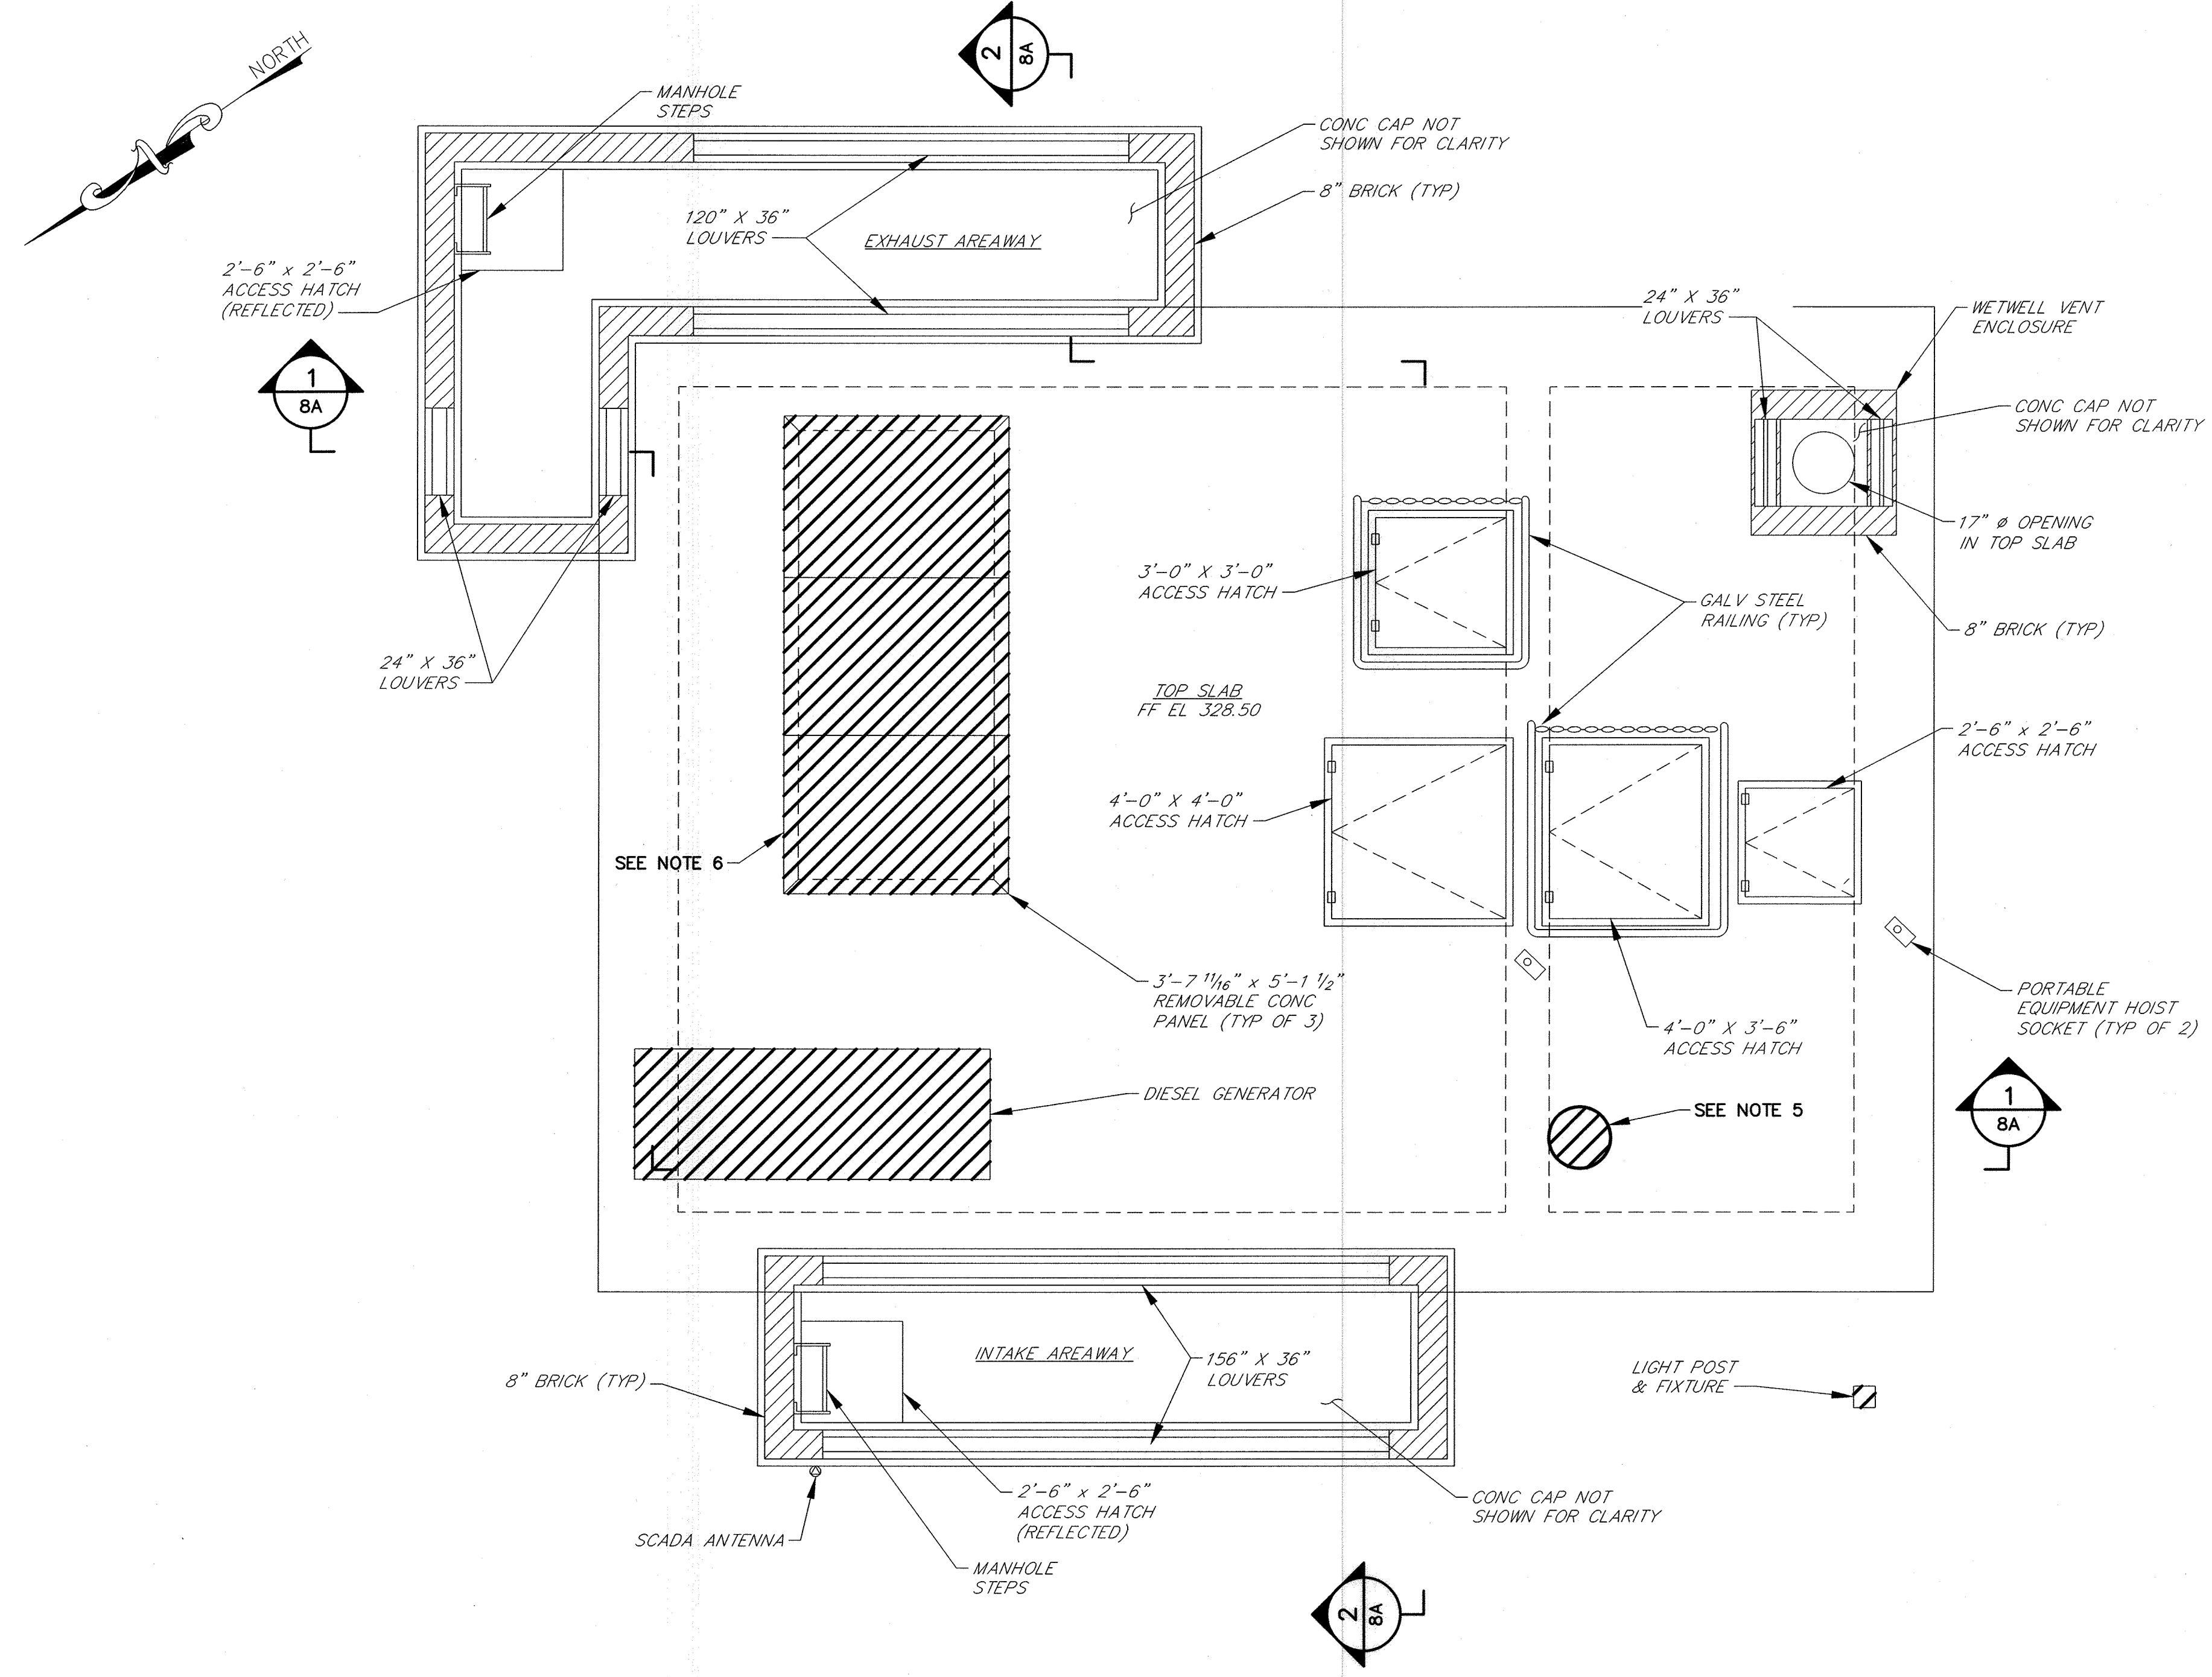 NORTH
2
8A
MANHOLE
STEPS
CONC CAP NOT
SHOWN FOR CLARITY
8" BRICK (TYP)
120" X 36"
LOUVERS
EXHAUST AREAWAY
2'-6" x 2'-6"
ACCESS HATCH
(REFLECTED)
24" X 36"
LOUVERS
WETWELL VENT
ENCLOSURE
1
8A
CONC CAP NOT
SHOWN FOR CLARITY
17" ø OPENING
IN TOP SLAB
3'-0" X 3'-0"
ACCESS HATCH
GALV STEEL
RAILING (TYP)
8" BRICK (TYP)
24" X 36"
LOUVERS
TOP SLAB
FF EL 328.50
2'-6" x 2'-6"
ACCESS HATCH
4'-0" X 4'-0"
ACCESS HATCH
SEE NOTE 6
3'-7 11/16" x 5'-1 1/2"
REMOVABLE CONC
PANEL (TYP OF 3)
PORTABLE
EQUIPMENT HOIST
SOCKET (TYP OF 2)
4'-0" X 3'-6"
ACCESS HATCH
DIESEL GENERATOR
SEE NOTE 5
1
8A
INTAKE AREAWAY
156" X 36"
LOUVERS
8" BRICK (TYP)
LIGHT POST
& FIXTURE
2'-6" x 2'-6"
ACCESS HATCH
(REFLECTED)
CONC CAP NOT
SHOWN FOR CLARITY
SCADA ANTENNA
MANHOLE
STEPS
2
8A